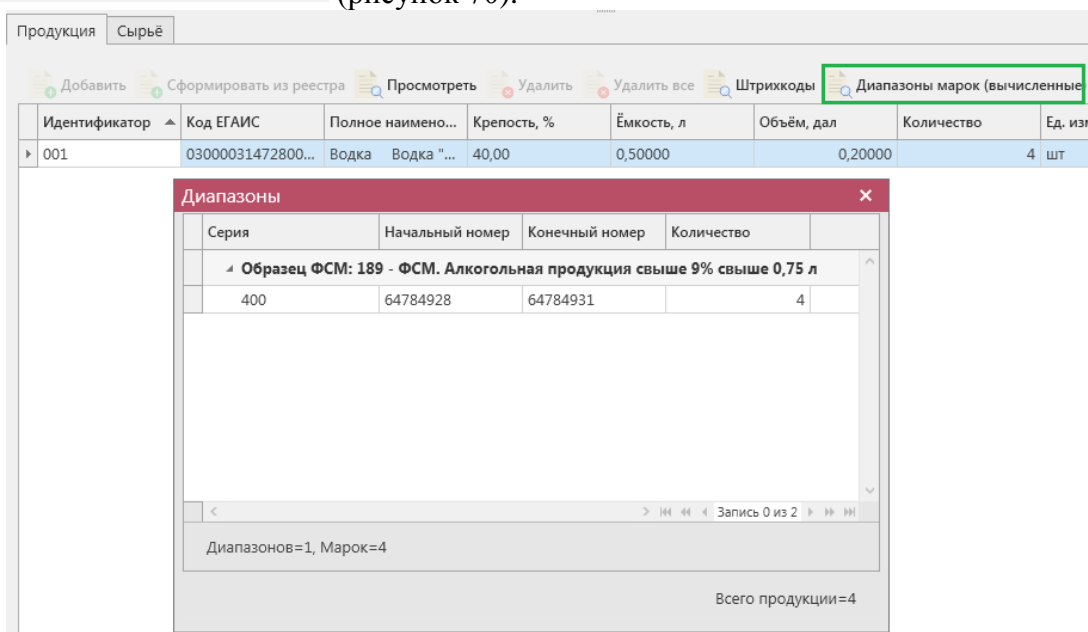 (рисунок 70).
Продукция Сырьё
Добавить Сформировать из реестра Просмотреть Удалить Удалить все Штрихкоды Диапазоны марок (вычисленные
Идентификатор Код ЕГАИС Полное наимено... Крепость, % Ёмкость, л Объём, дал Количество Ед. изм
001 03000031472800... Водка Водка "... 40,00 0,50000 0,20000 4 шт
Диапазоны
Серия Начальный номер Конечный номер Количество
Образец ФСМ: 189 - ФСМ. Алкогольная продукция свыше 9% свыше 0,75 л
400 64784928 64784931 4
Запись 0 из 2
Диапазонов=1, Марок=4
Всего продукции=4